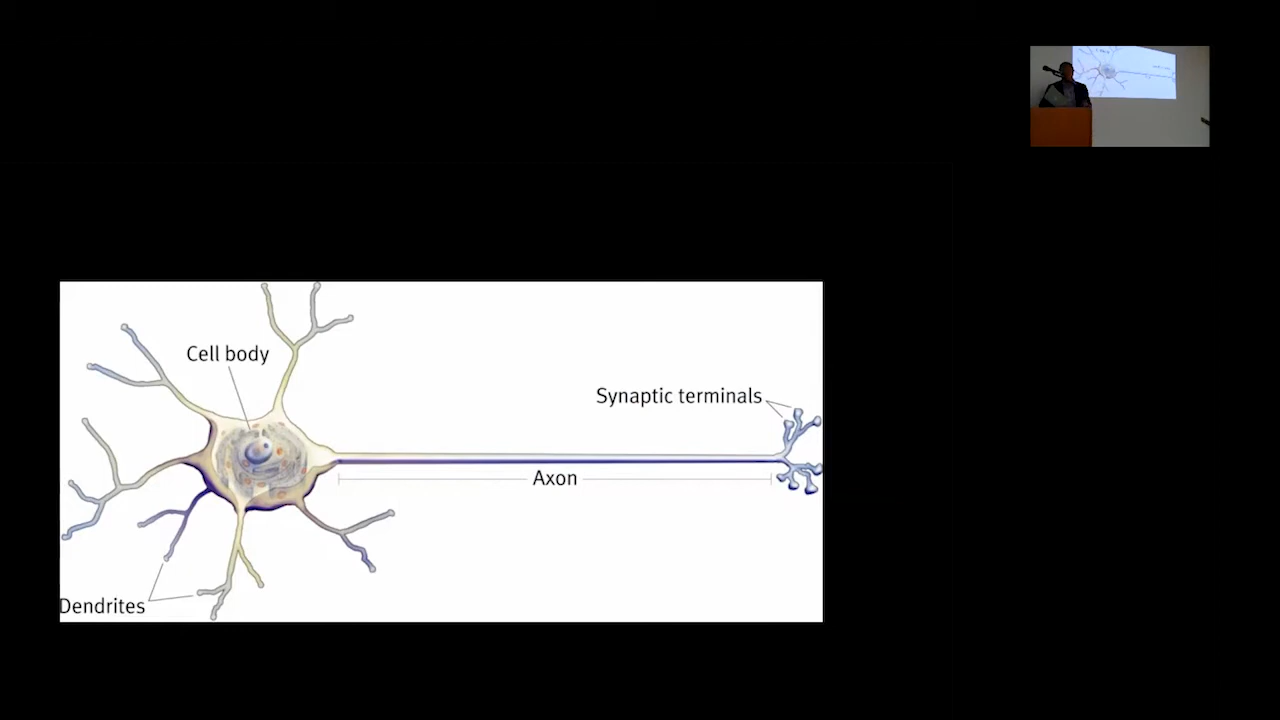 Cell body
Synaptic terminals
Axon
Dendrites